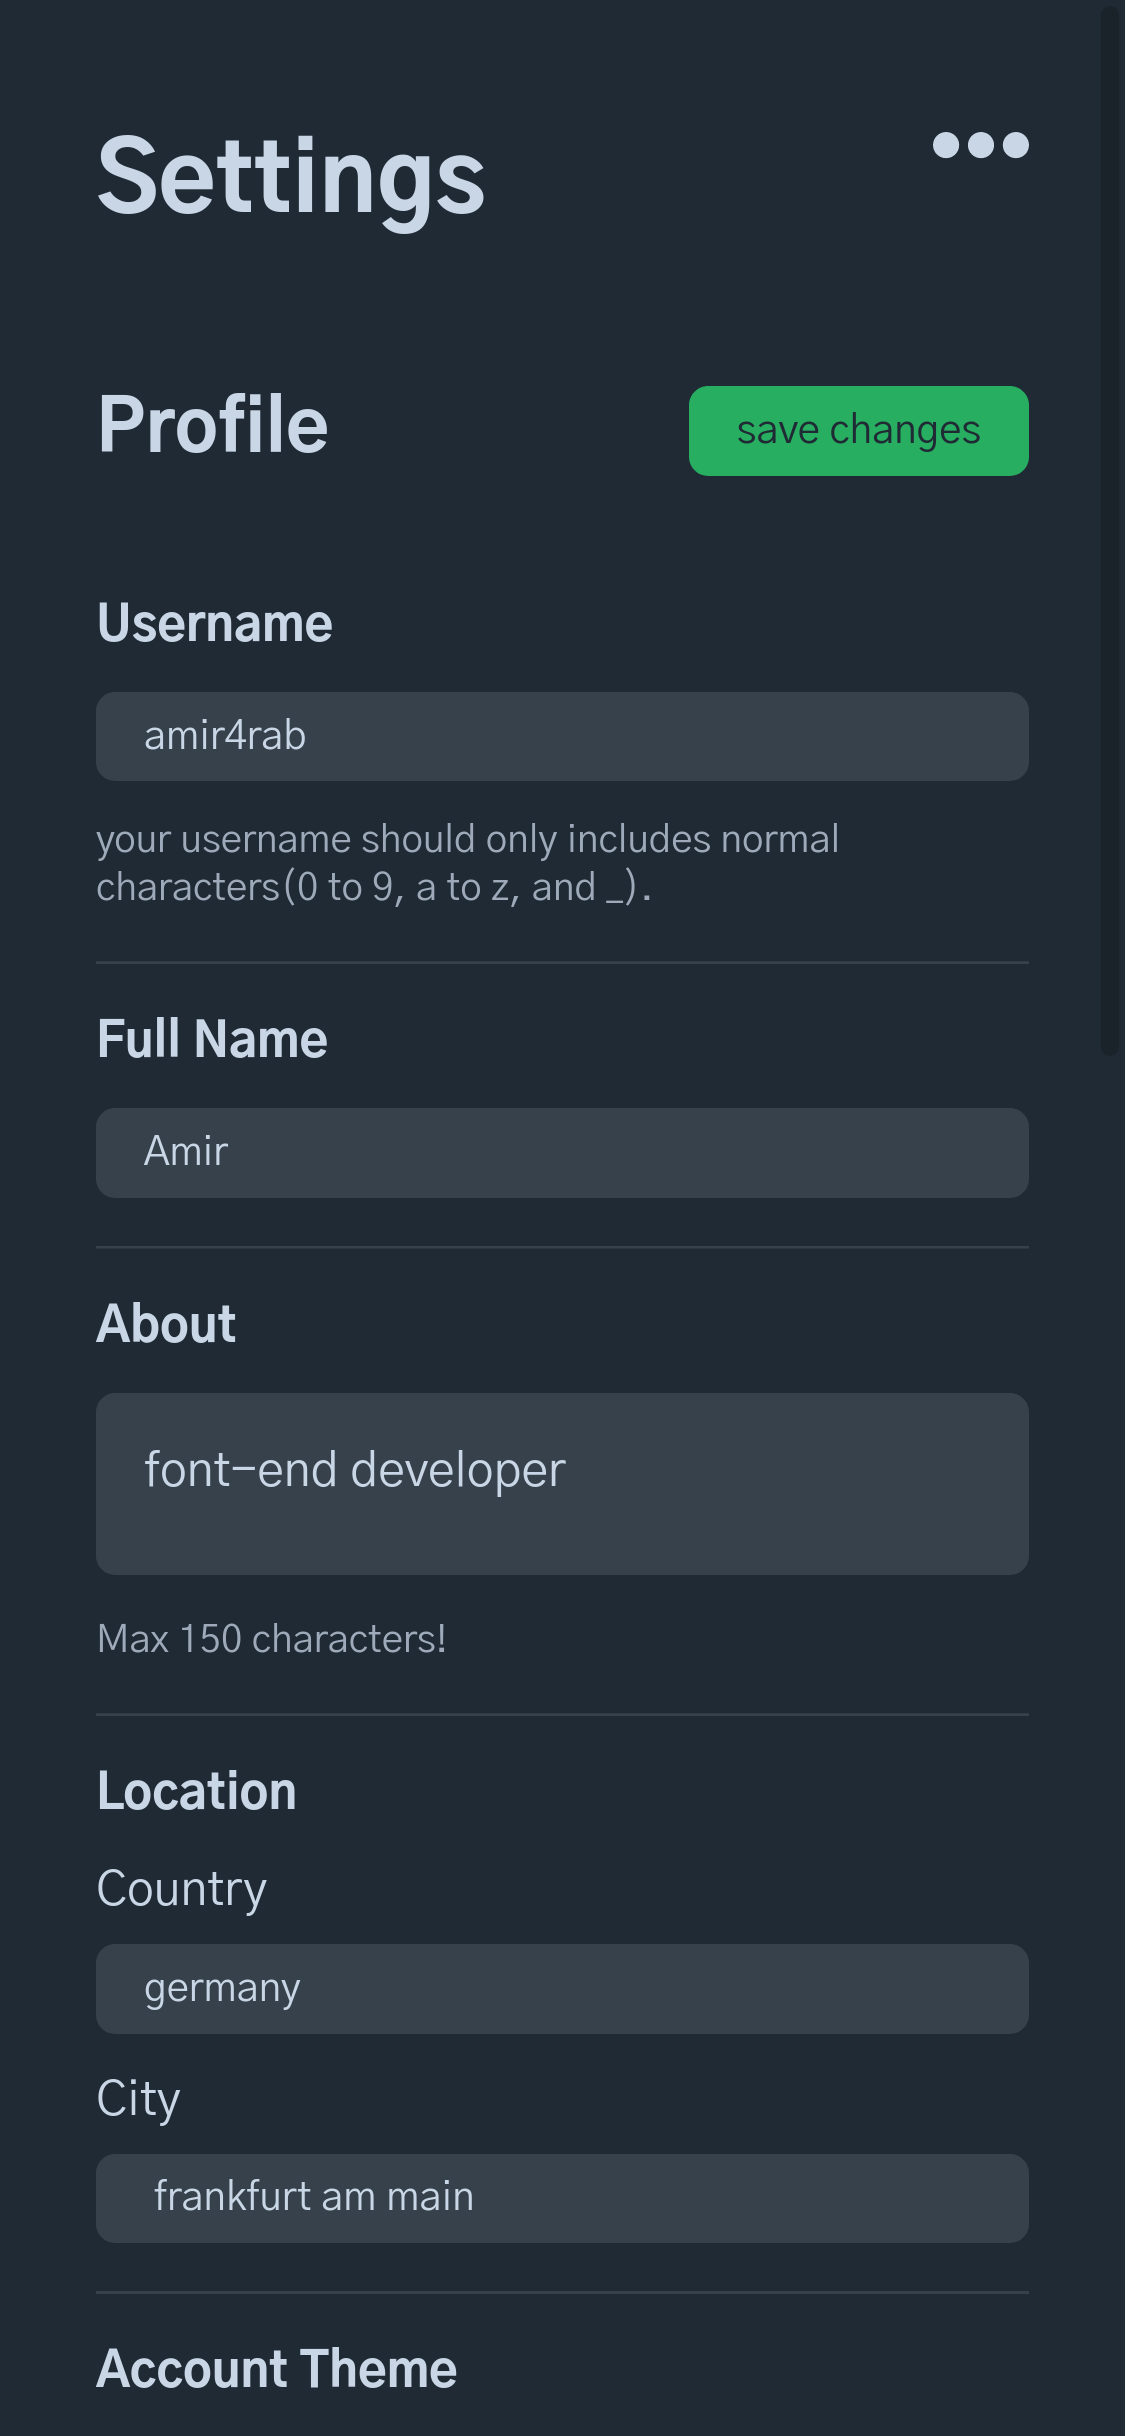 Settings
Profile
save changes
Username
amir4rab
your username should only includes normal
characters(0 to 9, a to z, and _).
Full Name
Amir
About
font-end developer
Max 150 characters!
Location
Country
germany
City
frankfurt am main
Account Theme